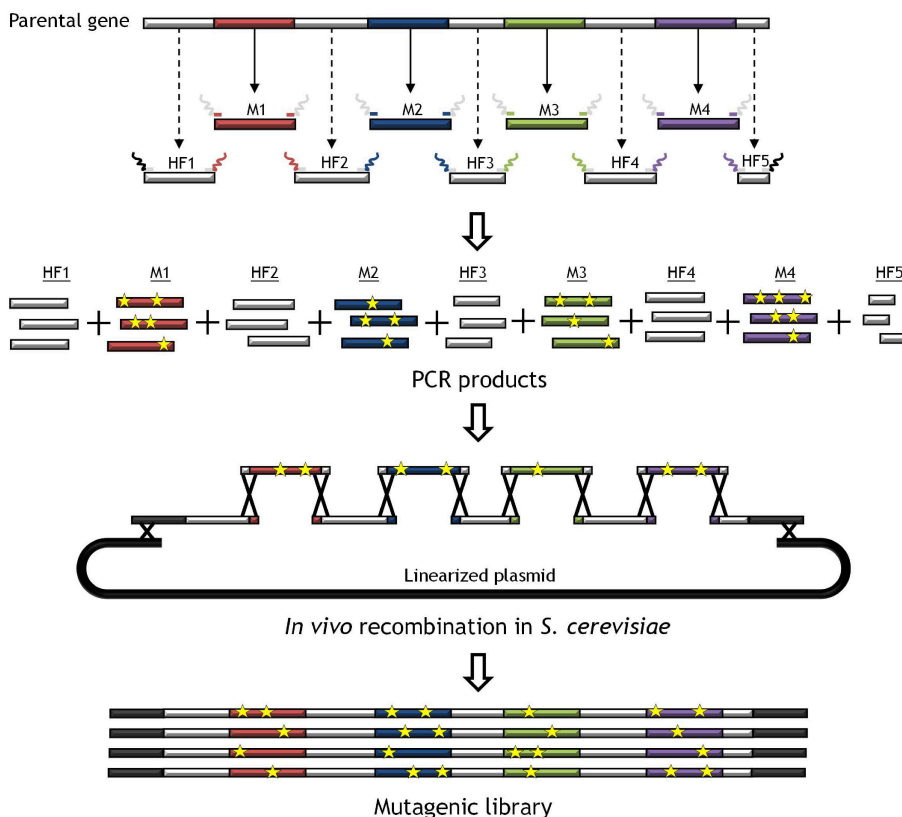 Parental gene
M1 M2 M3 M4
HF1 HF2 HF3 HF4 HF5
HF1 M1 HF2 M2 HF3 M3 HF4 M4 HF5
+ + + + + + + +
PCR products
Linearized plasmid
In vivo recombination in S. cerevisiae
Mutagenic library